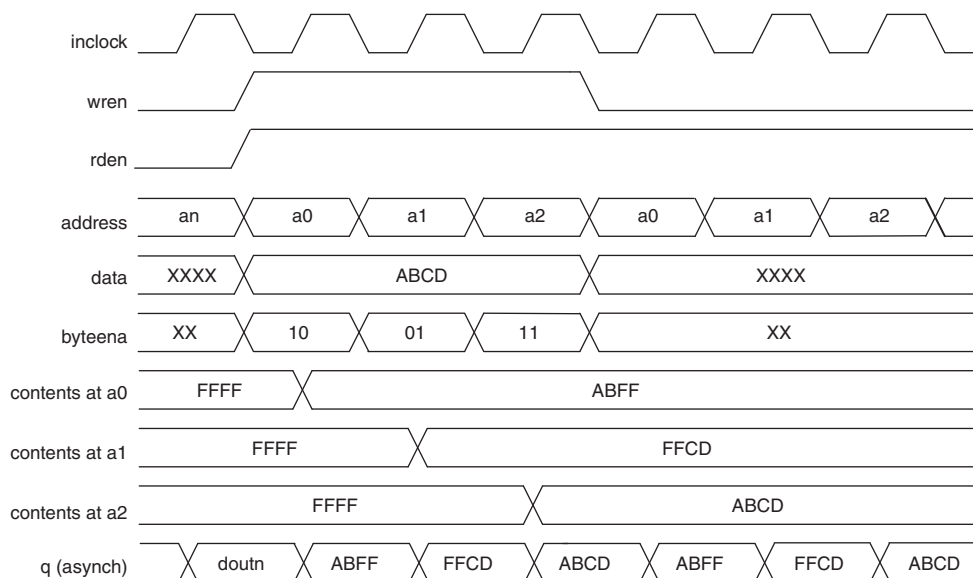 inclock
wren
rden
address an a0 a1 a2 a0 a1 a2
data XXXX ABCD XXXX
byteena XX 10 01 11 XX
contents at a0 FFFF ABFF
contents at a1 FFFF FFCD
contents at a2 FFFF ABCD
q (asynch) doutn ABFF FFCD ABCD ABFF FFCD ABCD